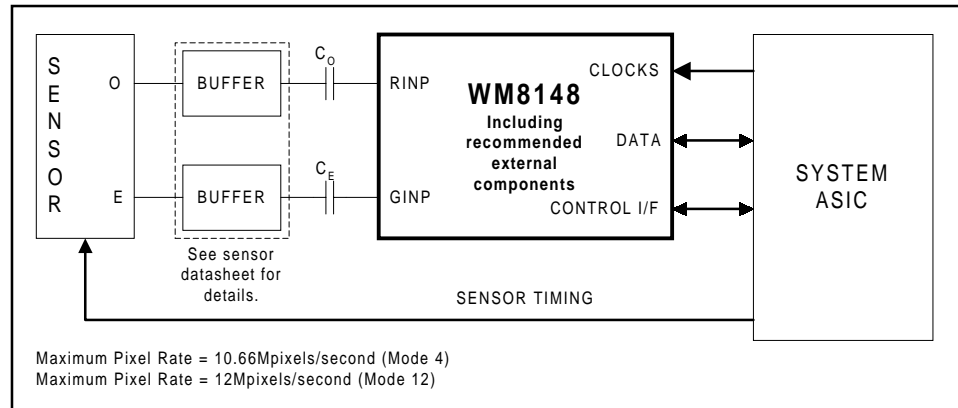 SENSOR
O
E
BUFFER
BUFFER
See sensor
datasheet for
details.
CO
CE
RINP
GINP
WM8148
Including
recommended
external
components
CLOCKS
DATA
CONTROL I/F
SYSTEM
ASIC
SENSOR TIMING
Maximum Pixel Rate = 10.66Mpixels/second (Mode 4)
Maximum Pixel Rate = 12Mpixels/second (Mode 12)